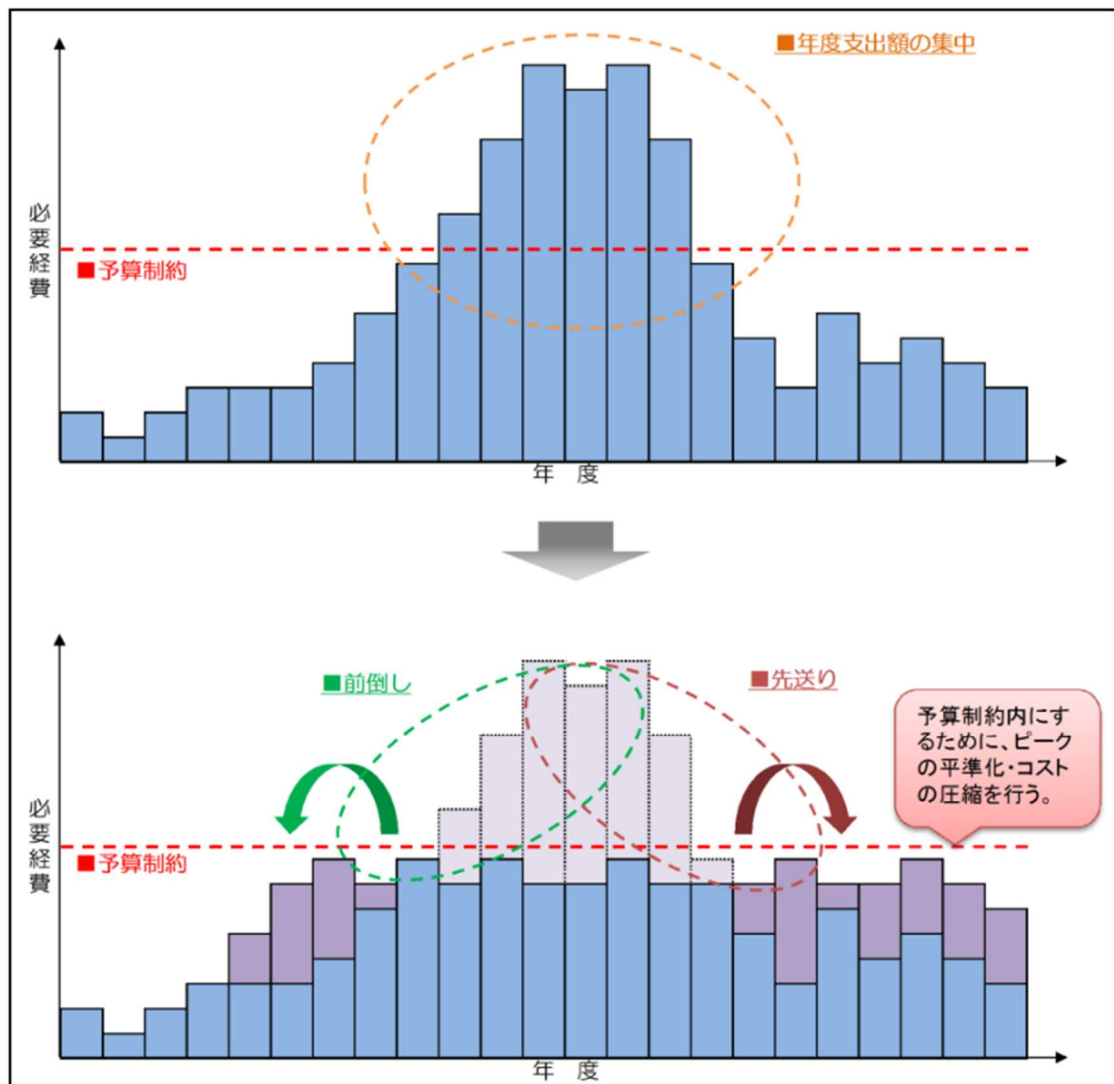 ■年度支出額の集中
必要経費
■予算制約
年 度
■前倒し
■先送り
予算制約内にす
るために、ピーク
の平準化・コスト
の圧縮を行う。
必要経費
■予算制約
年 度